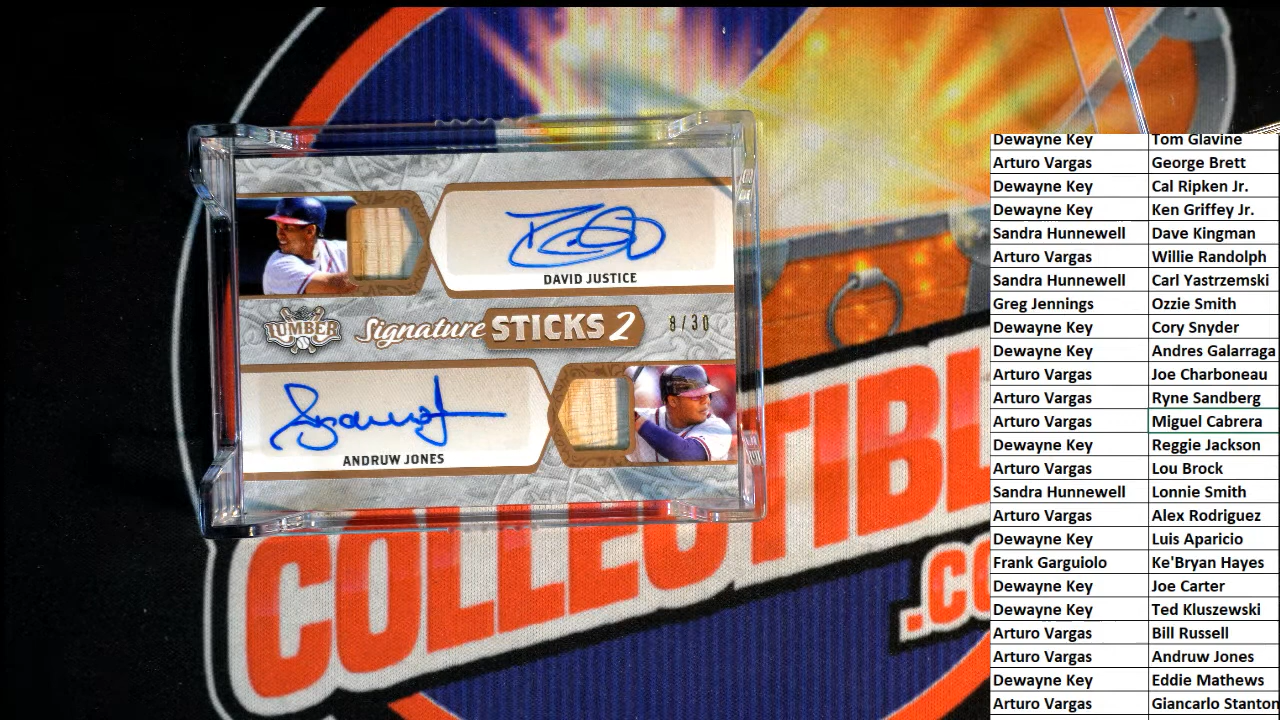 DAVID JUSTICE
LUMBER
Signature STICKS 2
8/30
ANDRUW JONES
COLLECTIBL
.CO
Dewayne Key Tom Glavine
Arturo Vargas George Brett
Dewayne Key Cal Ripken Jr.
Dewayne Key Ken Griffey Jr.
Sandra Hunnewell Dave Kingman
Arturo Vargas Willie Randolph
Sandra Hunnewell Carl Yastrzemski
Greg Jennings Ozzie Smith
Dewayne Key Cory Snyder
Dewayne Key Andres Galarraga
Arturo Vargas Joe Charboneau
Arturo Vargas Ryne Sandberg
Arturo Vargas Miguel Cabrera
Dewayne Key Reggie Jackson
Arturo Vargas Lou Brock
Sandra Hunnewell Lonnie Smith
Arturo Vargas Alex Rodriguez
Dewayne Key Luis Aparicio
Frank Garguiolo Ke'Bryan Hayes
Dewayne Key Joe Carter
Dewayne Key Ted Kluszewski
Arturo Vargas Bill Russell
Arturo Vargas Andruw Jones
Dewayne Key Eddie Mathews
Arturo Vargas Giancarlo Stanton